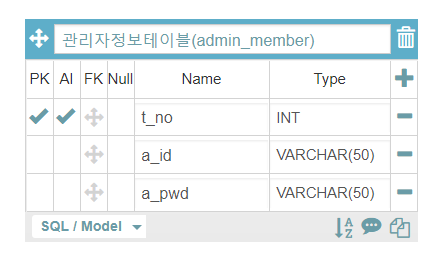 관리자정보테이블(admin_member)
PK AI FK Null Name Type
t_no INT
a_id VARCHAR(50)
a_pwd VARCHAR(50)
SQL / Model